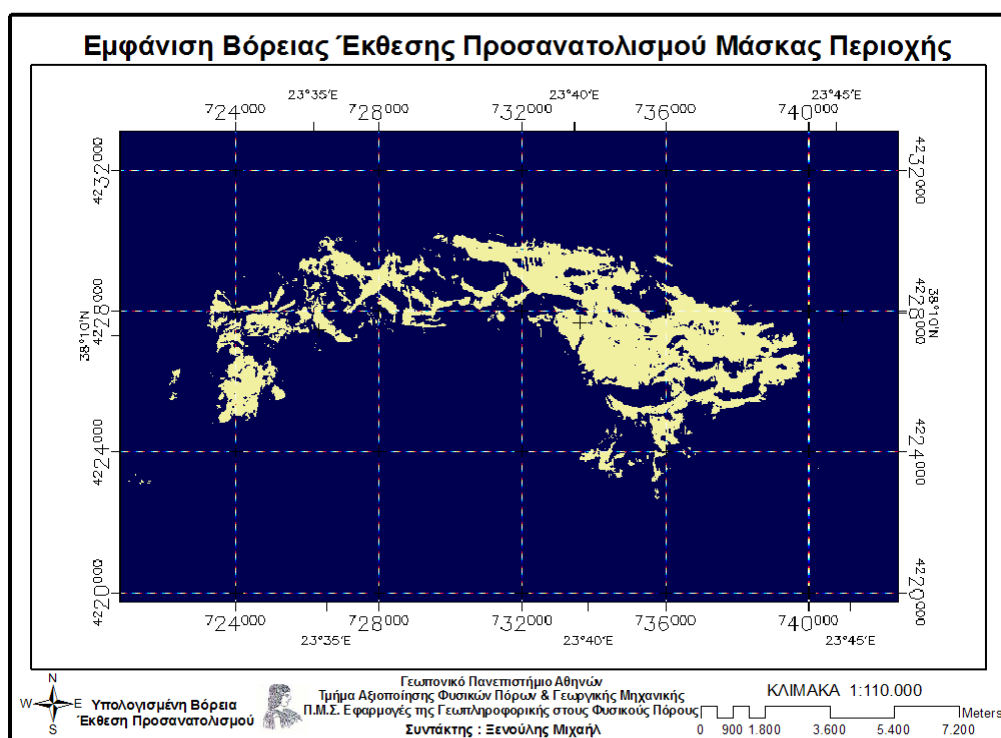 Εμφάνιση Βόρειας Έκθεσης Προσανατολισμού Μάσκας Περιοχής
23°35'E 23°40'E 23°45'E
724000 728000 732000 736000 740000
4232000 4232000
4228000 4228000
38°10'N 38°10'N
4224000 4224000
4220000 4220000
724000 728000 732000 736000 740000
23°35'E 23°40'E 23°45'E
N
W E
S
Υπολογισμένη Βόρεια
Έκθεση Προσανατολισμού
Γεωπονικό Πανεπιστήμιο Αθηνών
Τμήμα Αξιοποίησης Φυσικών Πόρων & Γεωργικής Μηχανικής
Π.Μ.Σ. Εφαρμογές της Γεωπληροφορικής στους Φυσικούς Πόρους
Συντάκτης : Ξενούλης Μιχαήλ
ΚΛΙΜΑΚΑ 1:110.000
Meters
0 900 1.800 3.600 5.400 7.200